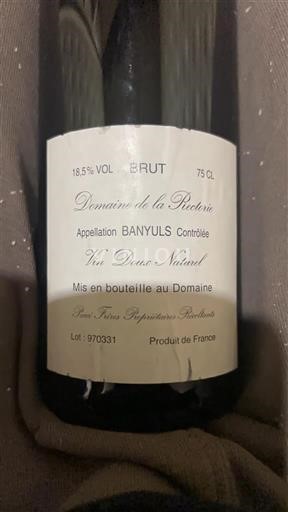 18,5% VOL BRUT 75 CL
Domaine de la Rectorie
Appellation BANYULS Contrôlée
Vin Doux Naturel
Mis en bouteille au Domaine
Frères Propriétaires Récoltants
Lot : 970331 Produit de France